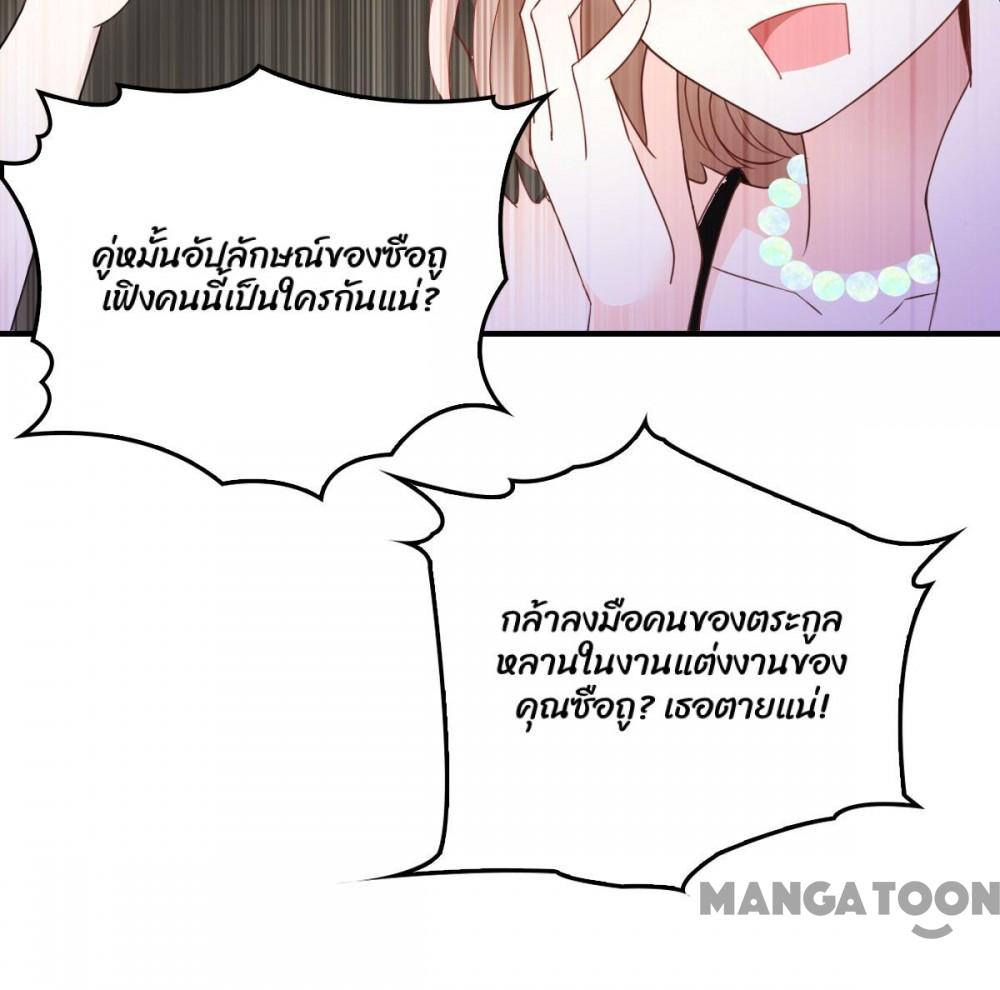 คู่หมั้นอัปลักษณ์ของซือถู
เฟิงคนนี้เป็นใครกันแน่?
กล้าลงมือคนของตระกูล
หลานในงานแต่งงานของ
คุณซือถู? เธอตายแน่!
MANGATOON